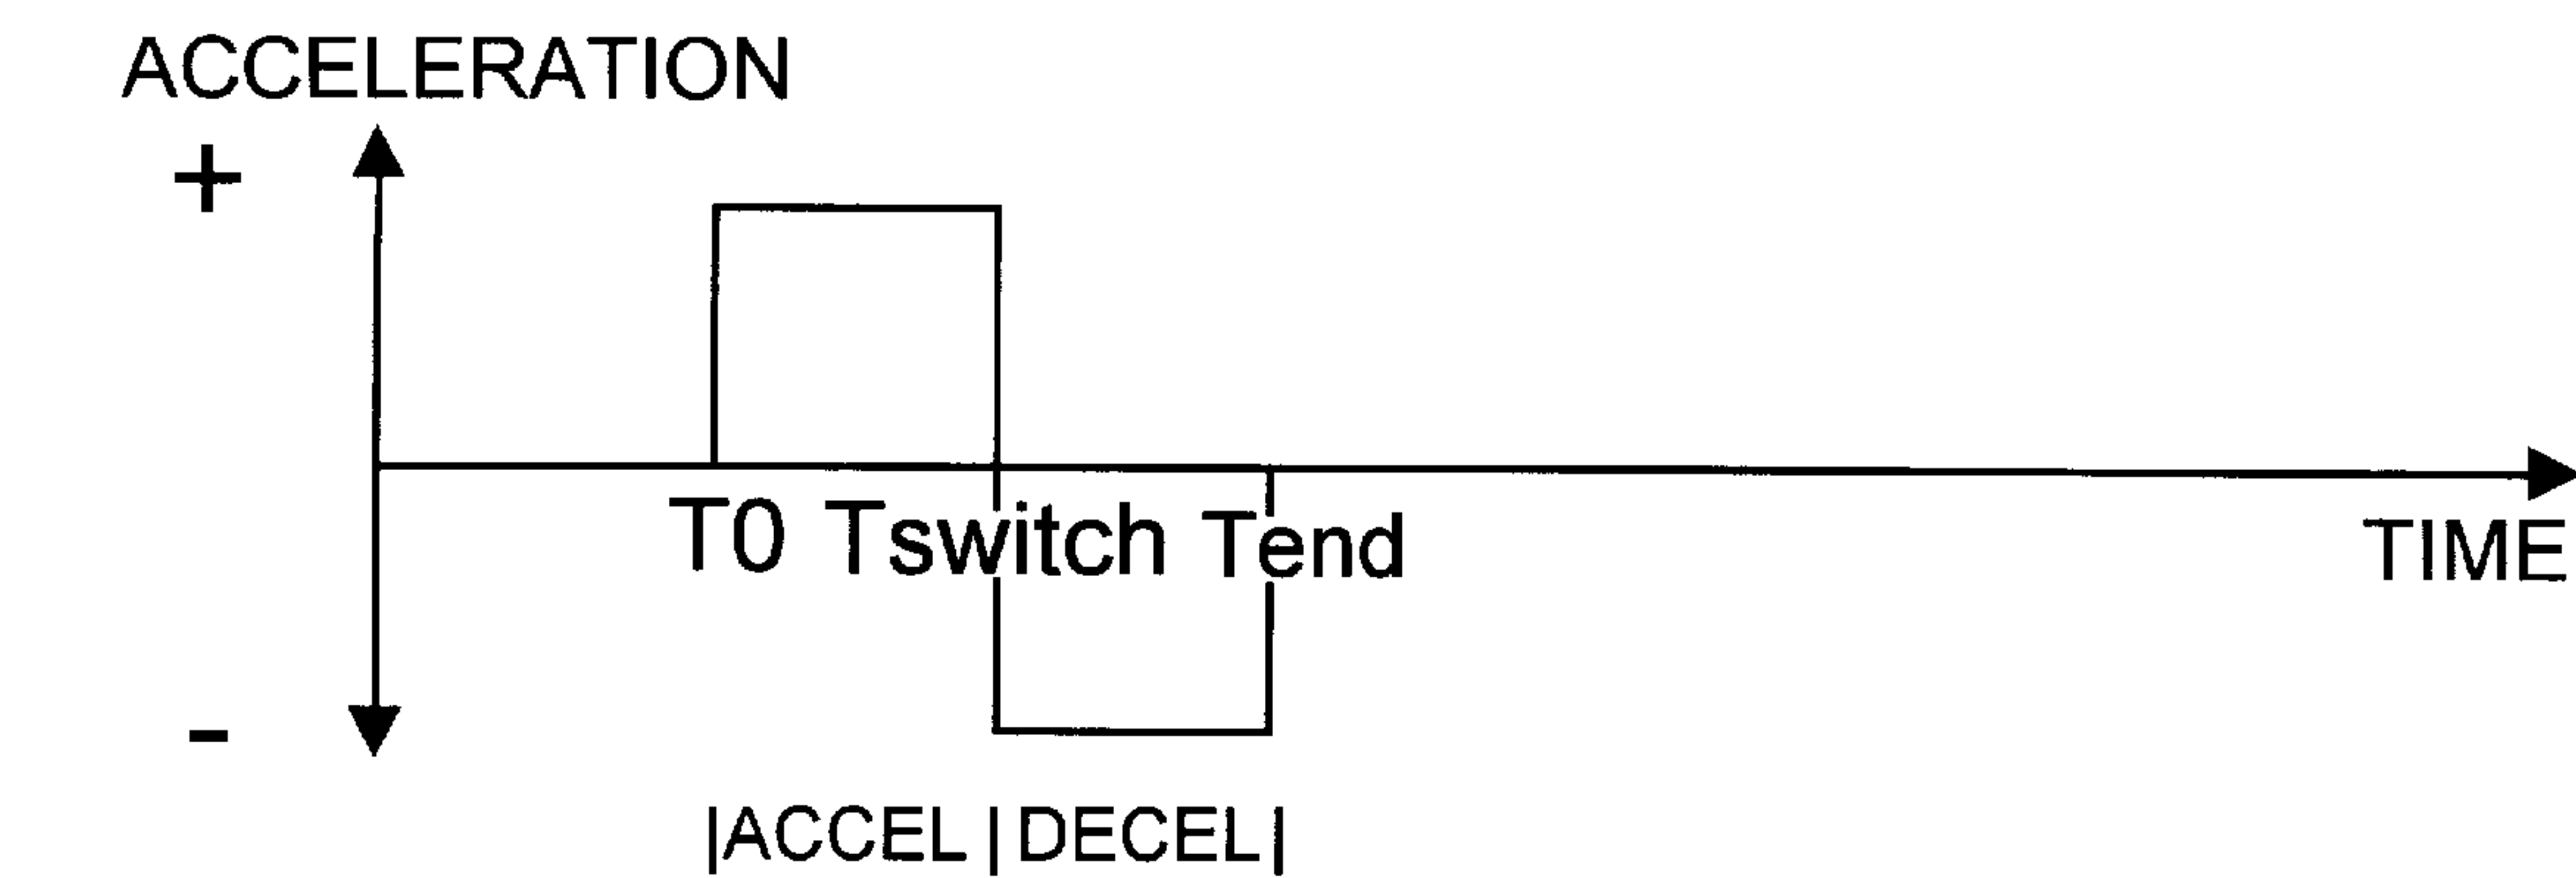 ACCELERATION
+
T0 Tswitch Tend
TIME
-
|ACCEL | DECEL |